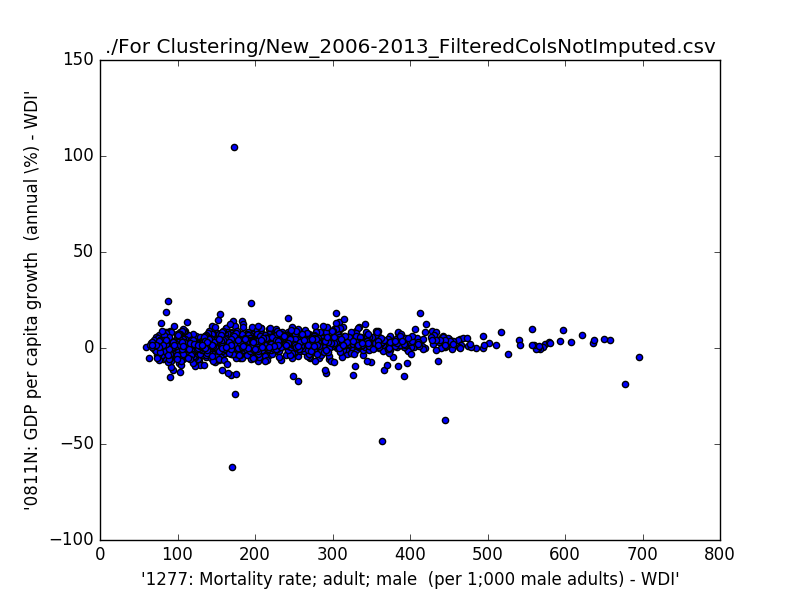 ./For Clustering/New_2006-2013_FilteredColsNotImputed.csv
150
100
50
0
−50
−100
'0811N: GDP per capita growth  (annual \%) - WDI'
0 100 200 300 400 500 600 700 800
'1277: Mortality rate; adult; male  (per 1;000 male adults) - WDI'